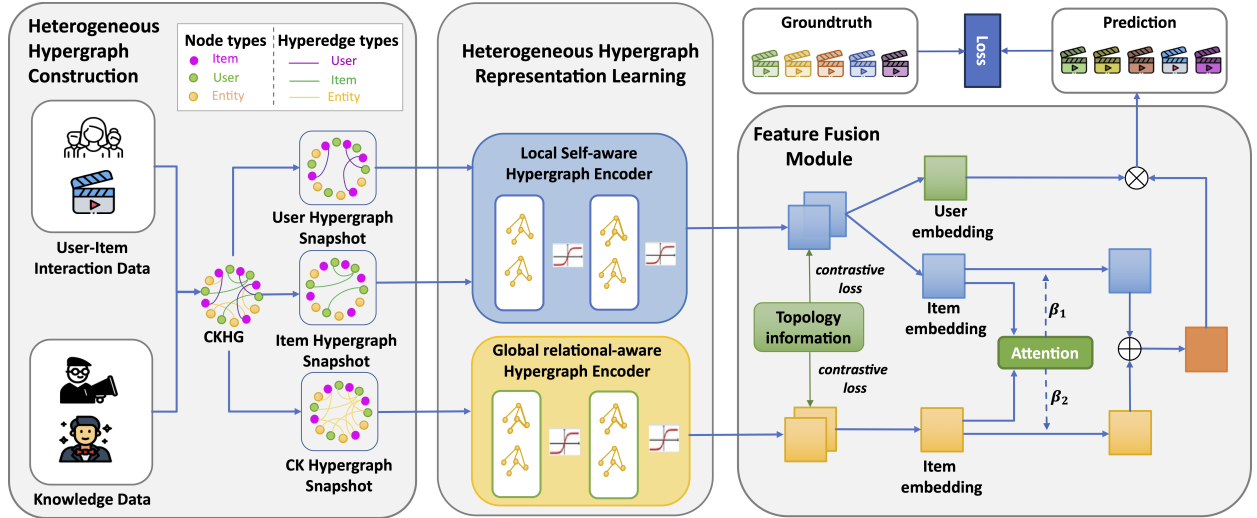 Heterogeneous
Hypergraph
Construction
Node types
Item
User
Entity
Hyperedge types
User
Item
Entity
User-Item
Interaction Data
Knowledge Data
CKHG
User Hypergraph
Snapshot
Item Hypergraph
Snapshot
CK Hypergraph
Snapshot
Heterogeneous Hypergraph
Representation Learning
Local Self-aware
Hypergraph Encoder
Global relational-aware
Hypergraph Encoder
Groundtruth
Loss
Prediction
Feature Fusion
Module
User
embedding
contrastive
loss
Item
embedding
Topology
information
contrastive
loss
Attention
β1
β2
Item
embedding